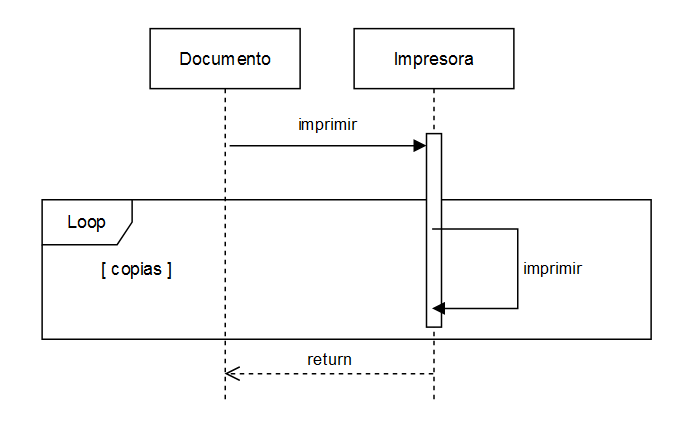 Documento
Impresora
imprimir
Loop
[ copias ]
imprimir
return